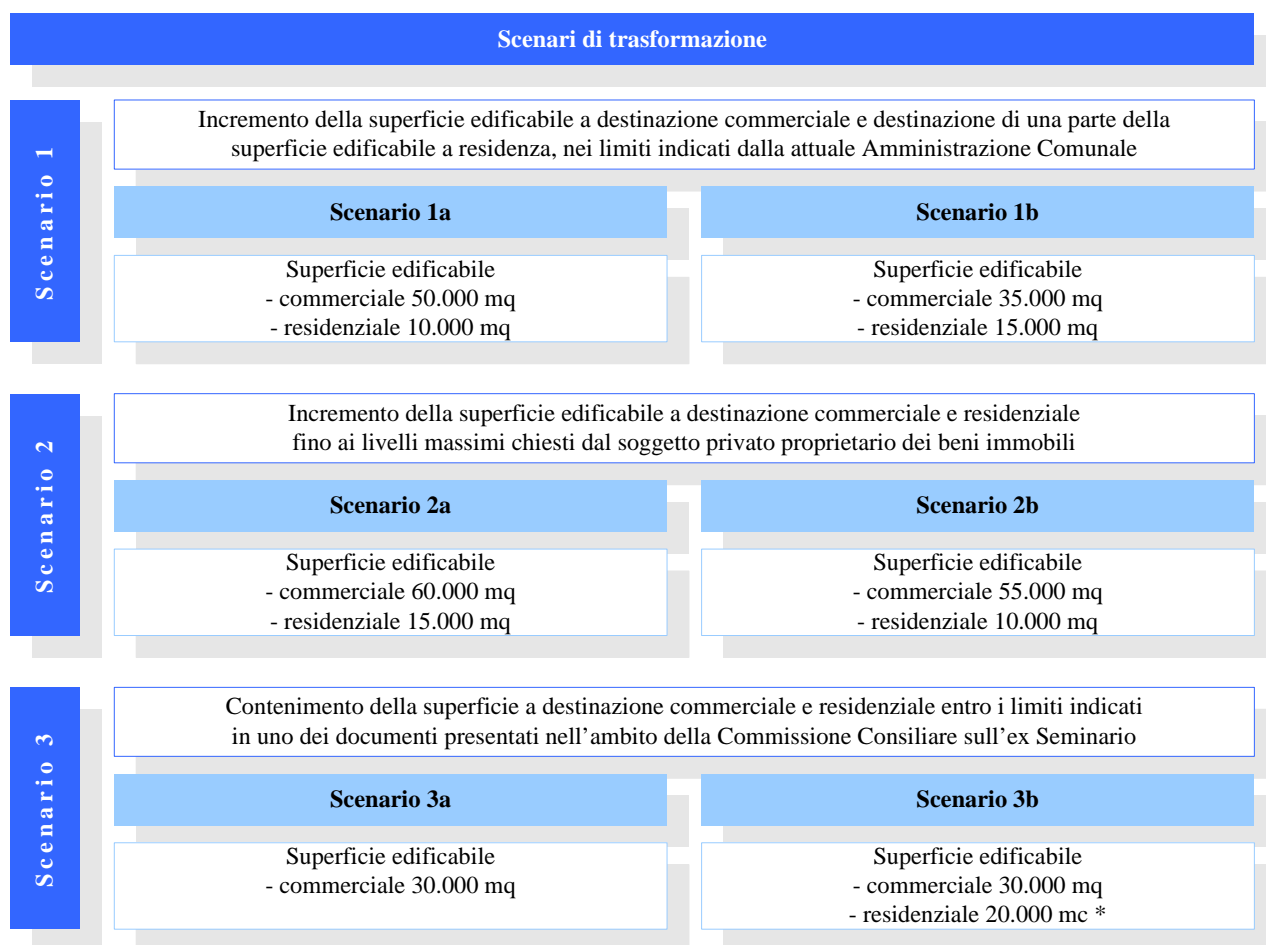 Scenari di trasformazione
Scenario 1
Incremento della superficie edificabile a destinazione commerciale e destinazione di una parte della
superficie edificabile a residenza, nei limiti indicati dalla attuale Amministrazione Comunale
Scenario 1a
Superficie edificabile
- commerciale 50.000 mq
- residenziale 10.000 mq
Scenario 1b
Superficie edificabile
- commerciale 35.000 mq
- residenziale 15.000 mq
Scenario 2
Incremento della superficie edificabile a destinazione commerciale e residenziale
fino ai livelli massimi chiesti dal soggetto privato proprietario dei beni immobili
Scenario 2a
Superficie edificabile
- commerciale 60.000 mq
- residenziale 15.000 mq
Scenario 2b
Superficie edificabile
- commerciale 55.000 mq
- residenziale 10.000 mq
Scenario 3
Contenimento della superficie a destinazione commerciale e residenziale entro i limiti indicati
in uno dei documenti presentati nell’ambito della Commissione Consiliare sull’ex Seminario
Scenario 3a
Superficie edificabile
- commerciale 30.000 mq
Scenario 3b
Superficie edificabile
- commerciale 30.000 mq
- residenziale 20.000 mc *